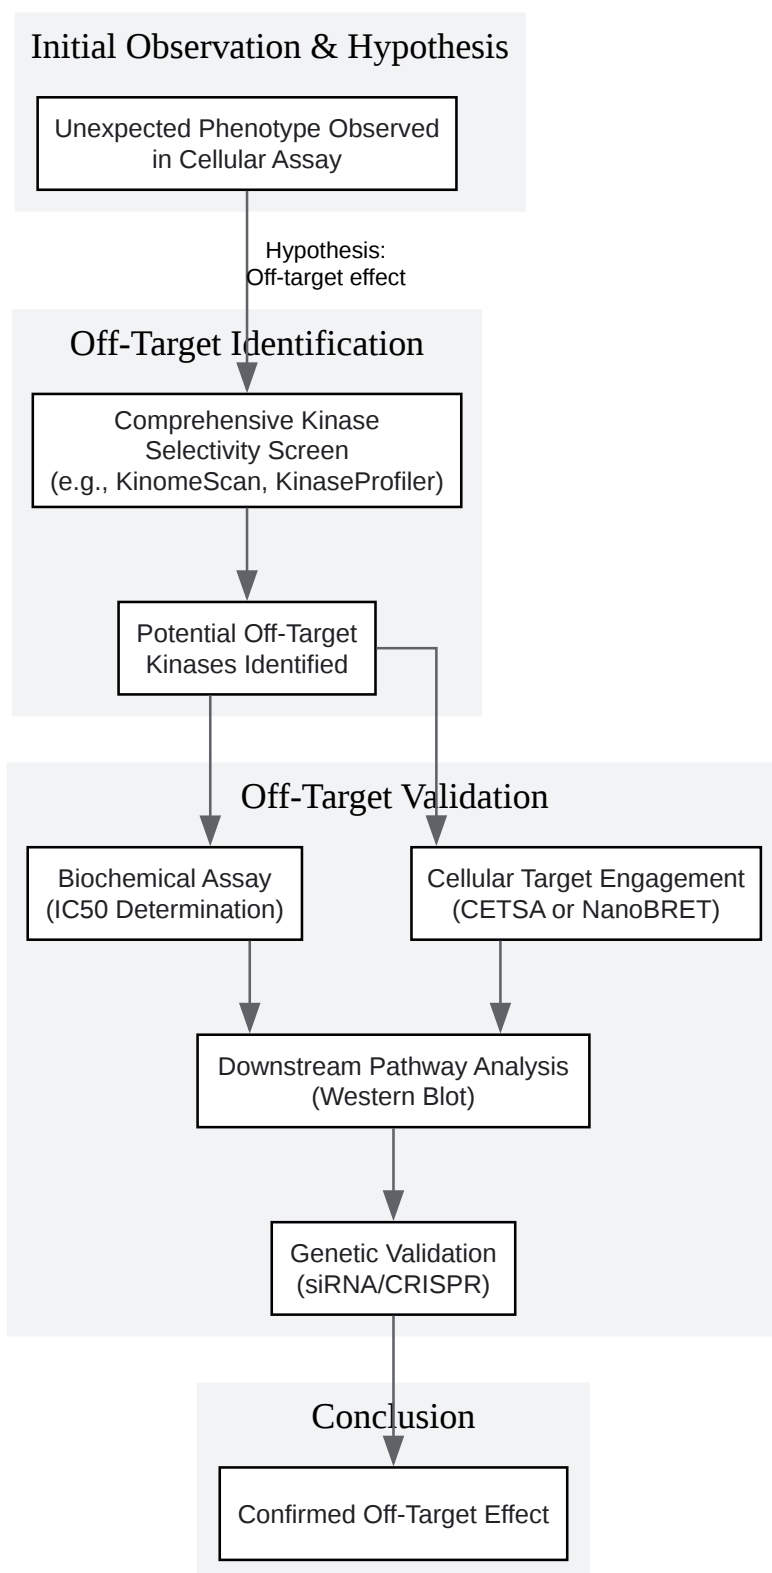 Initial Observation & Hypothesis
Unexpected Phenotype Observed
in Cellular Assay
Hypothesis:
Off-target effect
Off-Target Identification
Comprehensive Kinase
Selectivity Screen
(e.g., KinomeScan, KinaseProfiler)
Potential Off-Target
Kinases Identified
Off-Target Validation
Biochemical Assay
(IC50 Determination)
Cellular Target Engagement
(CETSA or NanoBRET)
Downstream Pathway Analysis
(Western Blot)
Genetic Validation
(siRNA/CRISPR)
Conclusion
Confirmed Off-Target Effect